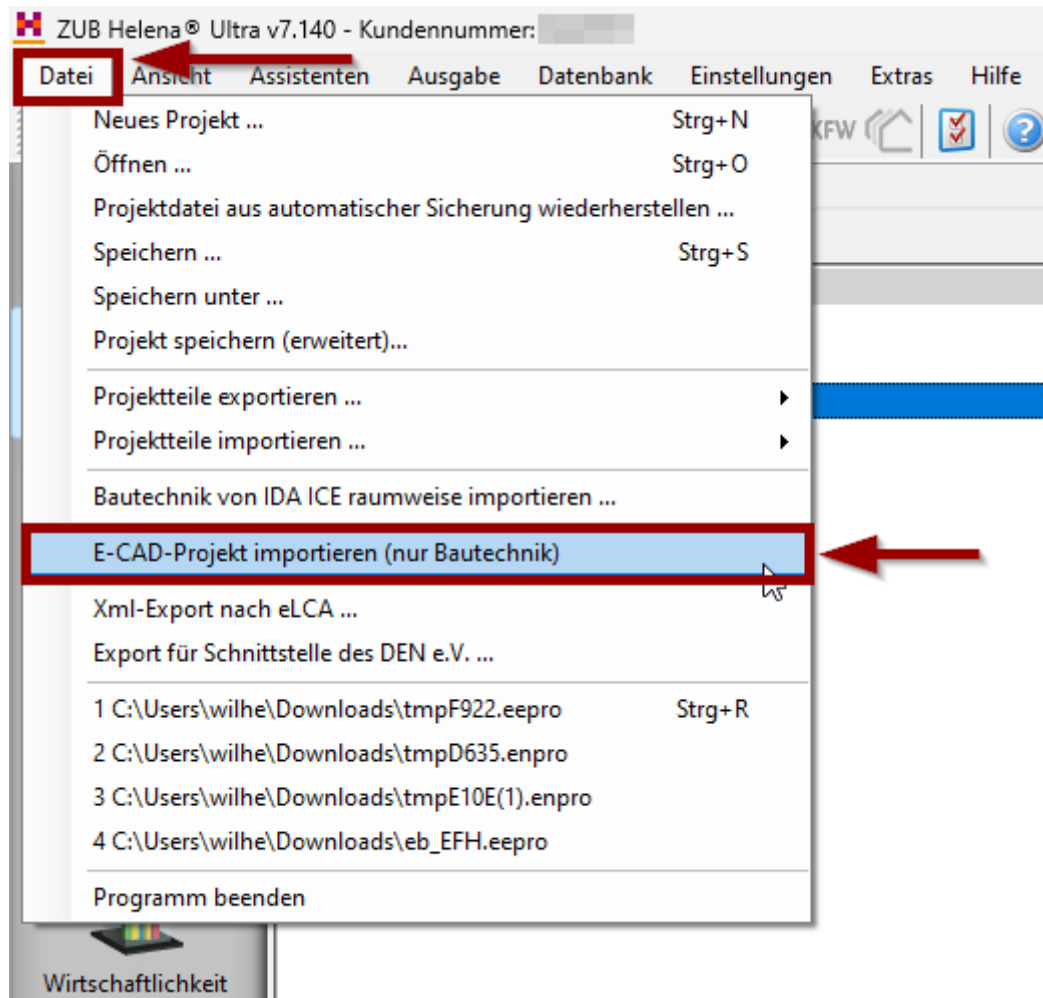 ZUB Helena® Ultra v7.140 - Kundennummer:
Datei Ansicht Assistenten Ausgabe Datenbank Einstellungen Extras Hilfe
KFW
Neues Projekt ... Strg+N
Öffnen ... Strg+O
Projektdatei aus automatischer Sicherung wiederherstellen ...
Speichern ... Strg+S
Speichern unter ...
Projekt speichern (erweitert)...
Projektteile exportieren ...
Projektteile importieren ...
Bautechnik von IDA ICE raumweise importieren ...
E-CAD-Projekt importieren (nur Bautechnik)
Xml-Export nach eLCA ...
Export für Schnittstelle des DEN e.V. ...
1 C:\Users\wilhe\Downloads\tmpF922.eepro Strg+R
2 C:\Users\wilhe\Downloads\tmpD635.enpro
3 C:\Users\wilhe\Downloads\tmpE10E(1).enpro
4 C:\Users\wilhe\Downloads\eb_EFH.eepro
Programm beenden
Wirtschaftlichkeit